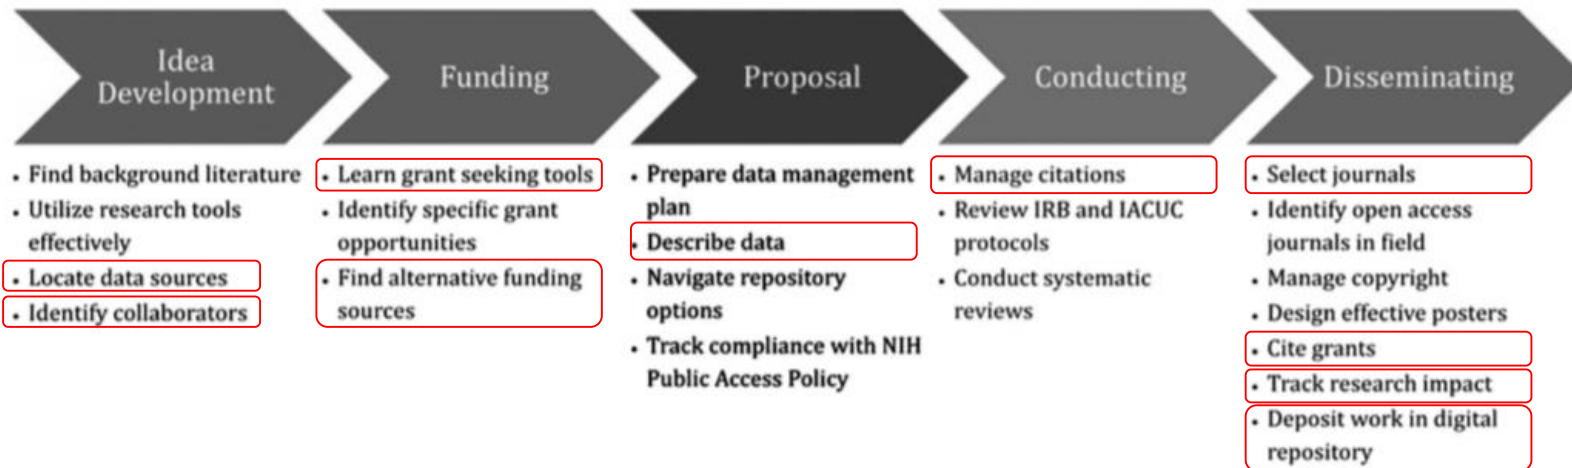 Idea
Development
Funding
Proposal
Conducting
Disseminating
• Find background literature
• Utilize research tools
effectively
• Locate data sources
• Identify collaborators
• Learn grant seeking tools
• Identify specific grant
opportunities
• Find alternative funding
sources
• Prepare data management
plan
• Describe data
• Navigate repository
options
• Track compliance with NIH
Public Access Policy
• Manage citations
• Review IRB and IACUC
protocols
• Conduct systematic
reviews
• Select journals
• Identify open access
journals in field
• Manage copyright
• Design effective posters
• Cite grants
• Track research impact
• Deposit work in digital
repository